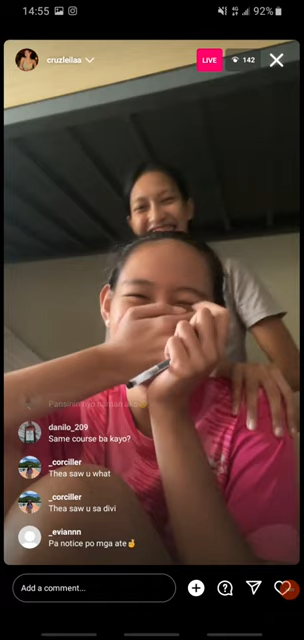 14:55
4G
92%
cruzleilaa
LIVE
142
danilo_209
Same course ba kayo?
_corciller
Thea saw u what
_corciller
Thea saw u sa divi
_eviannn
Pa notice po mga ate🤞
Add a comment...